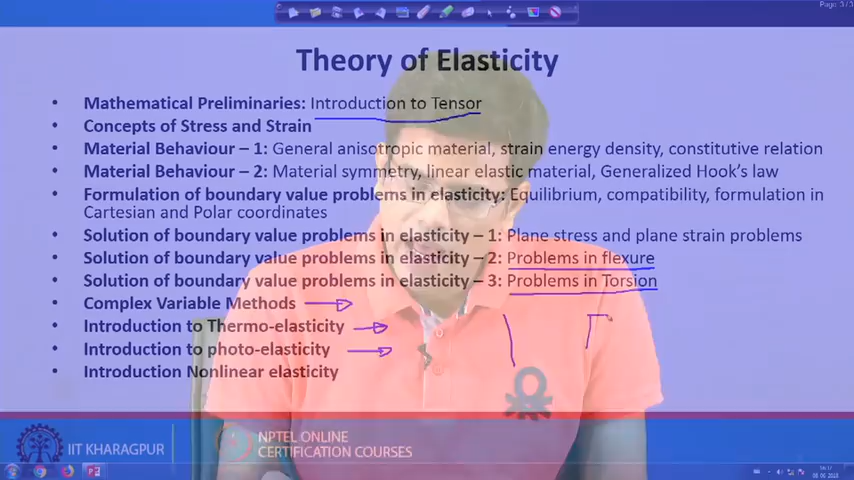 Page: 3/3
Theory of Elasticity
• Mathematical Preliminaries: Introduction to Tensor
• Concepts of Stress and Strain
• Material Behaviour – 1: General anisotropic material, strain energy density, constitutive relation
• Material Behaviour – 2: Material symmetry, linear elastic material, Generalized Hook's law
• Formulation of boundary value problems in elasticity: Equilibrium, compatibility, formulation in
Cartesian and Polar coordinates
• Solution of boundary value problems in elasticity – 1: Plane stress and plane strain problems
• Solution of boundary value problems in elasticity – 2: Problems in flexure
• Solution of boundary value problems in elasticity – 3: Problems in Torsion
• Complex Variable Methods
• Introduction to Thermo-elasticity
• Introduction to photo-elasticity
• Introduction Nonlinear elasticity
IIT KHARAGPUR
NPTEL ONLINE
CERTIFICATION COURSES